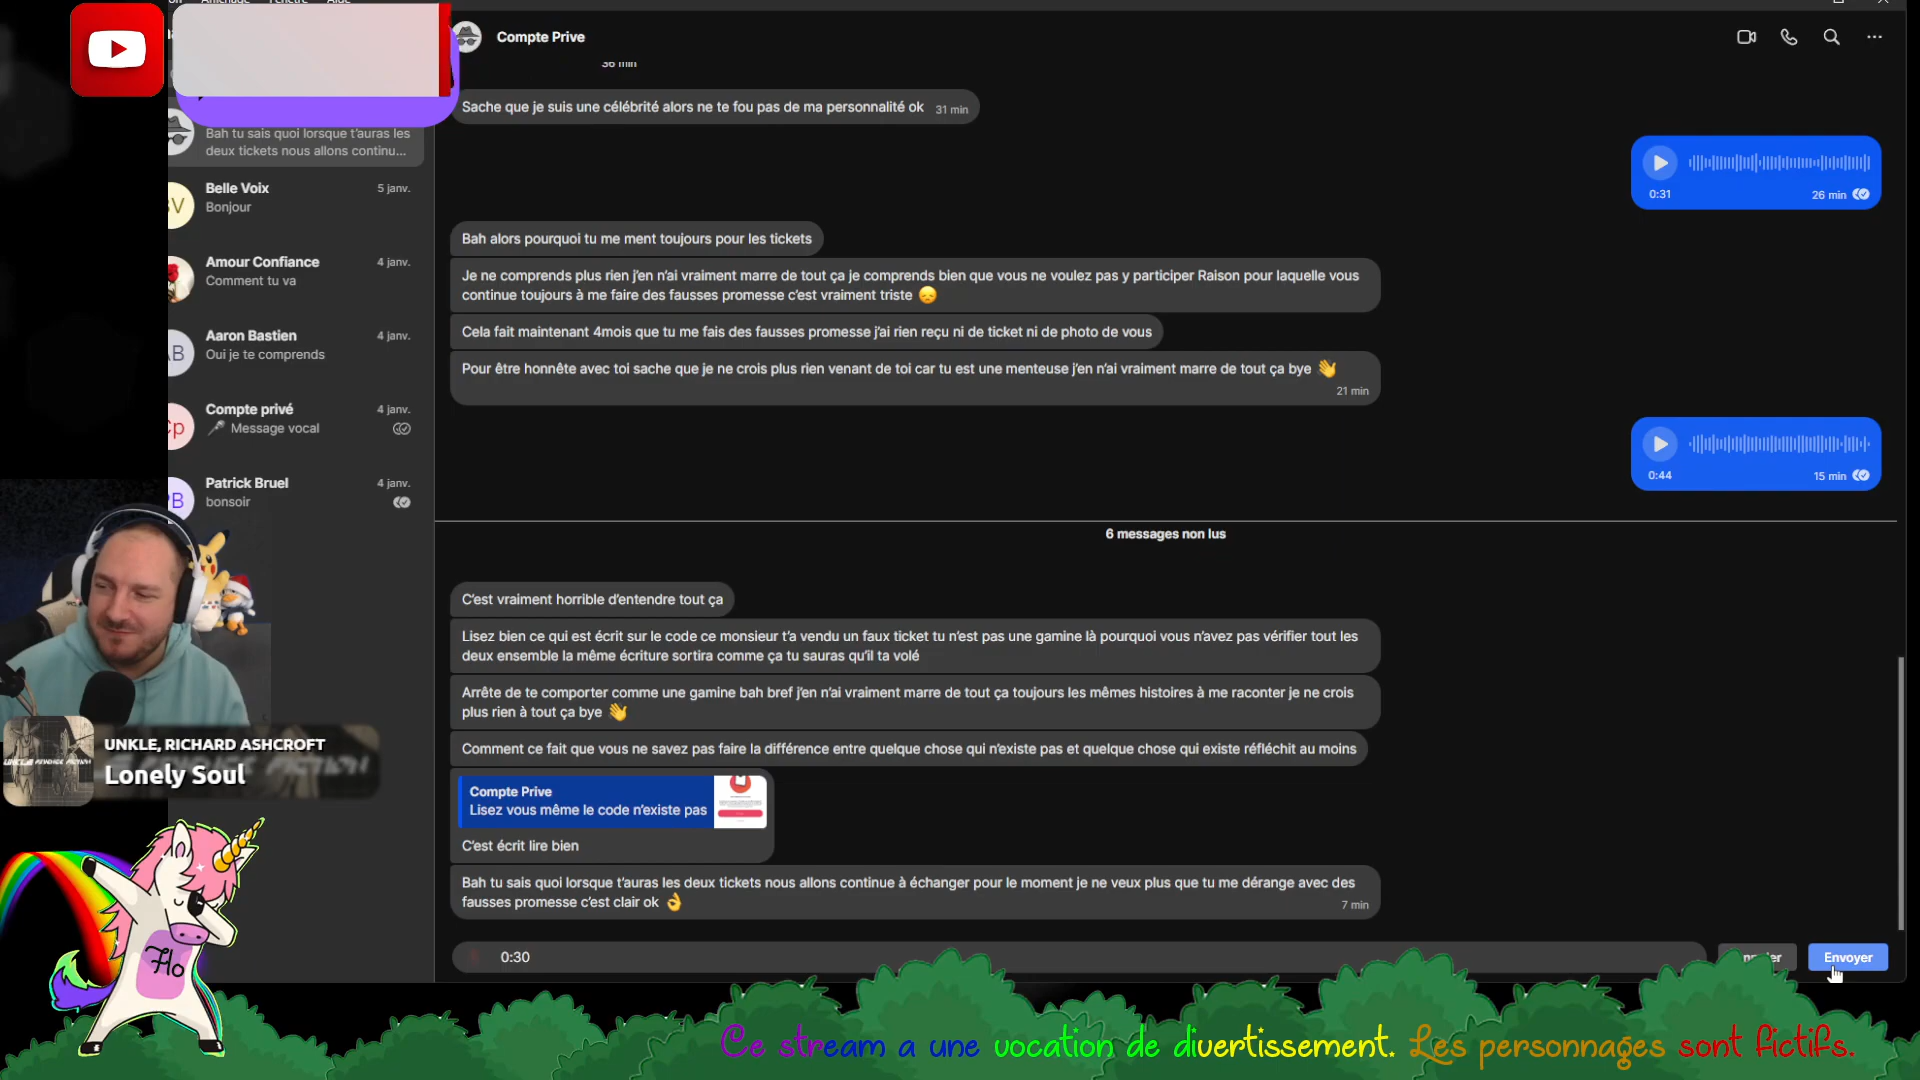 Affichage Fenêtre Aide
Compte Prive
36 min
Sache que je suis une célébrité alors ne te fou pas de ma personnalité ok 31 min
0:31 26 min
Bah alors pourquoi tu me ment toujours pour les tickets
Je ne comprends plus rien j'en n'ai vraiment marre de tout ça je comprends bien que vous ne voulez pas y participer Raison pour laquelle vous
continue toujours à me faire des fausses promesse c'est vraiment triste 😞
Cela fait maintenant 4mois que tu me fais des fausses promesse j'ai rien reçu ni de ticket ni de photo de vous
Pour être honnête avec toi sache que je ne crois plus rien venant de toi car tu est une menteuse j'en n'ai vraiment marre de tout ça bye 👋
21 min
0:44 15 min
6 messages non lus
C'est vraiment horrible d'entendre tout ça
Lisez bien ce qui est écrit sur le code ce monsieur t'a vendu un faux ticket tu n'est pas une gamine là pourquoi vous n'avez pas vérifier tout les
deux ensemble la même écriture sortira comme ça tu sauras qu'il ta volé
Arrête de te comporter comme une gamine bah bref j'en n'ai vraiment marre de tout ça toujours les mêmes histoires à me raconter je ne crois
plus rien à tout ça bye 👋
Comment ce fait que vous ne savez pas faire la différence entre quelque chose qui n'existe pas et quelque chose qui existe réfléchit au moins
Compte Prive
Lisez vous même le code n'existe pas
C'est écrit lire bien
Bah tu sais quoi lorsque t'auras les deux tickets nous allons continue à échanger pour le moment je ne veux plus que tu me dérange avec des
fausses promesse c'est clair ok 👌
7 min
0:30
Envoyer
Bah tu sais quoi lorsque t'auras les
deux tickets nous allons continu...
BV
Belle Voix 5 janv.
Bonjour
Amour Confiance 4 janv.
Comment tu va
AB
Aaron Bastien 4 janv.
Oui je te comprends
Cp
Compte privé 4 janv.
🎤 Message vocal
PB
Patrick Bruel 4 janv.
bonsoir
UNKLE, RICHARD ASHCROFT
Lonely Soul
Flo
Ce stream a une vocation de divertissement. Les personnages sont fictifs.